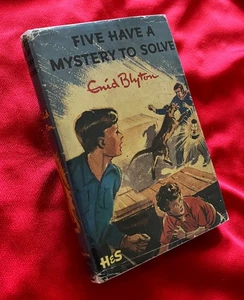 FIVE HAVE A
MYSTERY TO SOLVE
Enid Blyton
H&S